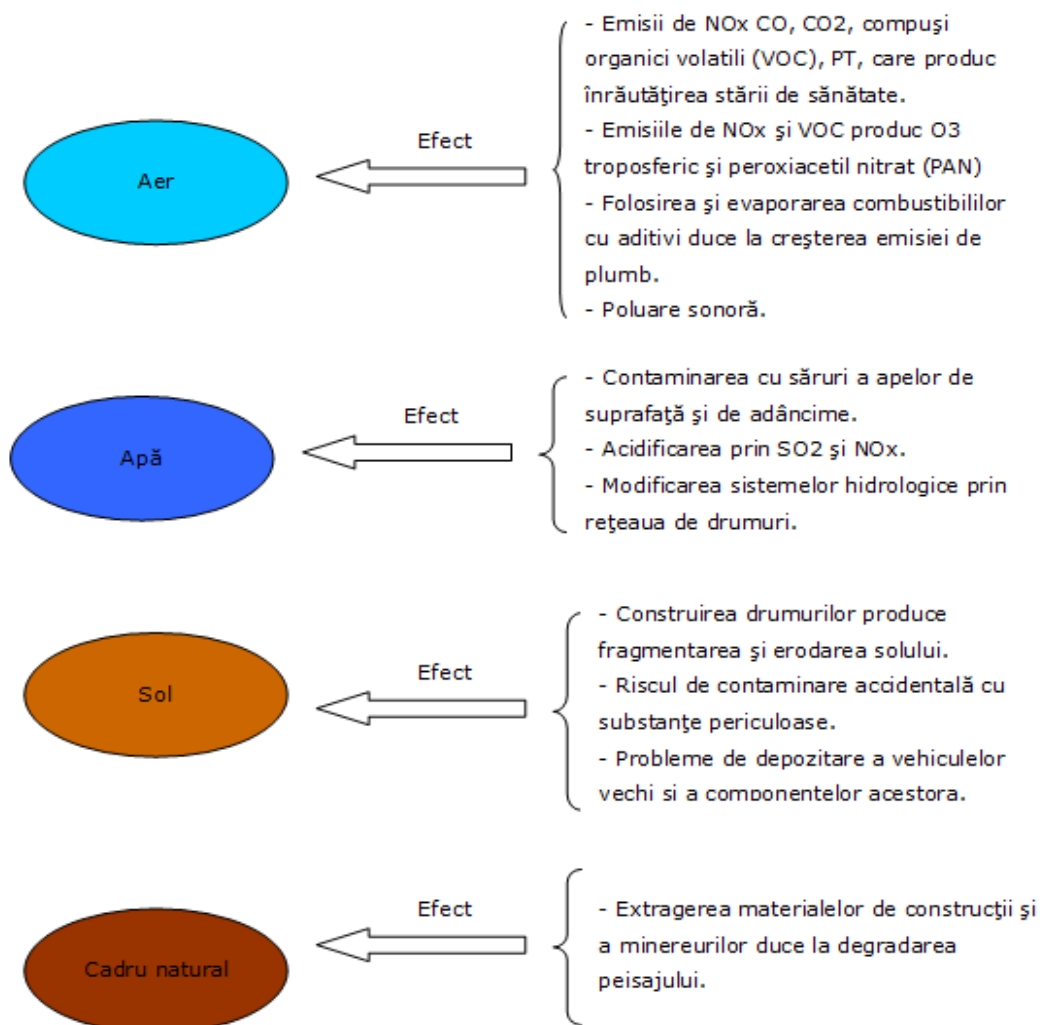 - Emisii de NOx CO, CO2, compuşi
organici volatili (VOC), PT, care produc
înrăutăţirea stării de sănătate.
Efect
- Emisiile de NOx şi VOC produc O3
troposferic şi peroxiacetil nitrat (PAN)
Aer
- Folosirea şi evaporarea combustibililor
cu aditivi duce la creşterea emisiei de
plumb.
- Poluare sonoră.
- Contaminarea cu săruri a apelor de
suprafaţă şi de adâncime.
Efect
- Acidificarea prin SO2 şi NOx.
Apă
- Modificarea sistemelor hidrologice prin
reţeaua de drumuri.
- Construirea drumurilor produce
fragmentarea şi erodarea solului.
Efect
- Riscul de contaminare accidentală cu
substanţe periculoase.
Sol
- Probleme de depozitare a vehiculelor
vechi si a componentelor acestora.
Efect
- Extragerea materialelor de construcţii şi
a minereurilor duce la degradarea
peisajului.
Cadru natural